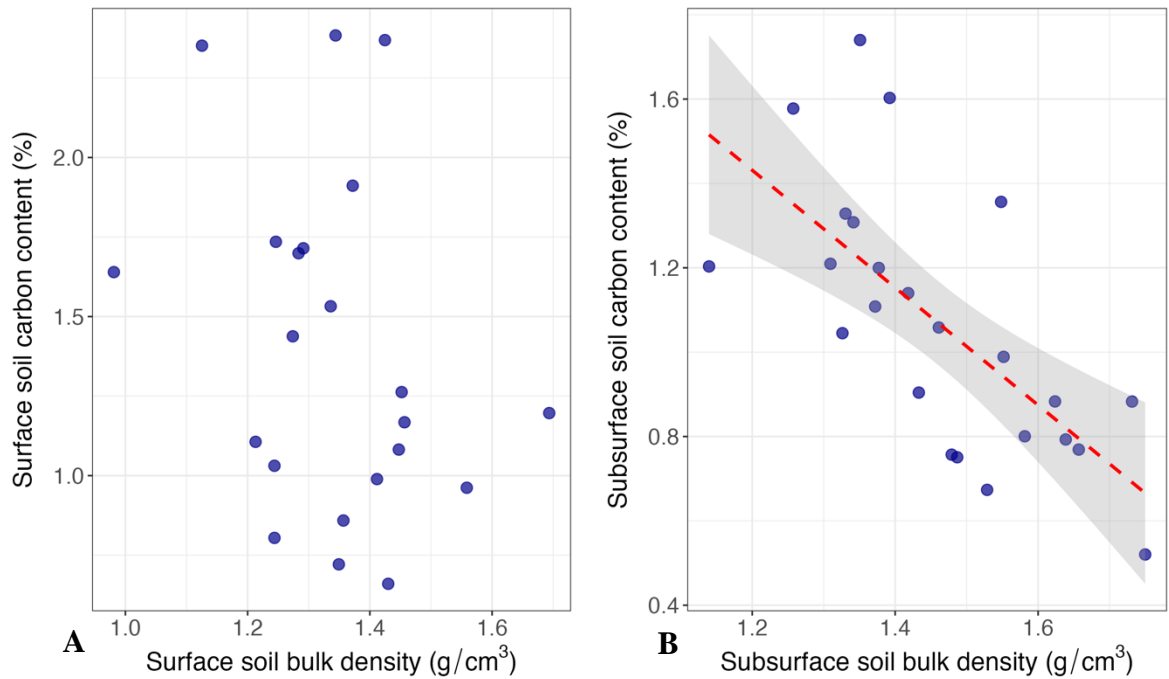 2.0
1.5
1.0
Surface soil carbon content (%)
1.0 1.2 1.4 1.6
A
Surface soil bulk density (g/cm³)
1.6
1.2
0.8
0.4
Subsurface soil carbon content (%)
1.2 1.4 1.6
B
Subsurface soil bulk density (g/cm³)